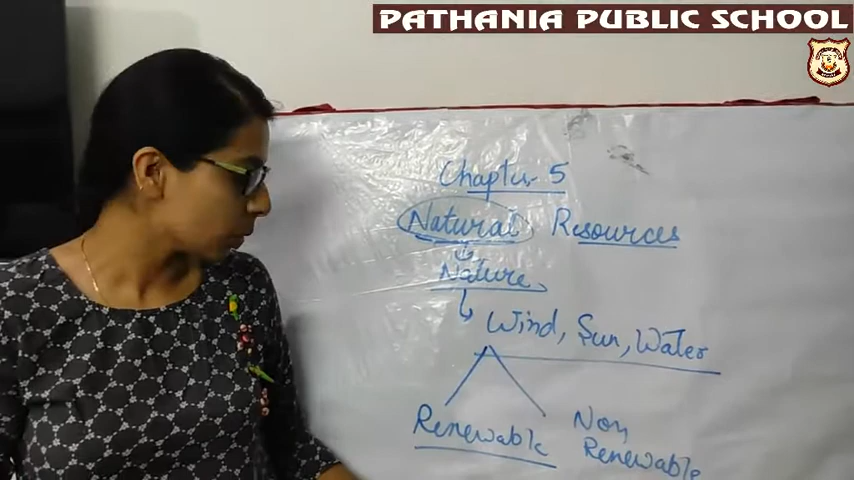 PATHANIA PUBLIC SCHOOL
Chapter 5
Natural Resources
Nature
Wind, Sun, Water
Renewable
Non
Renewable